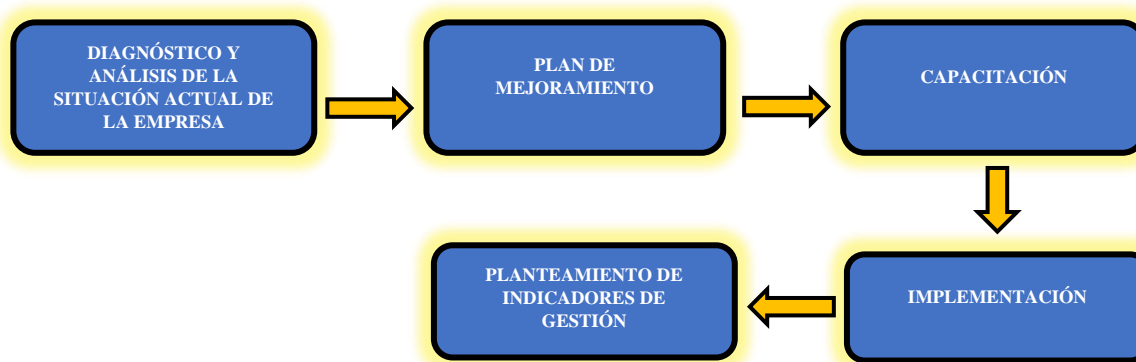 DIAGNÓSTICO Y
ANÁLISIS DE LA
SITUACIÓN ACTUAL DE
LA EMPRESA
PLAN DE
MEJORAMIENTO
CAPACITACIÓN
IMPLEMENTACIÓN
PLANTEAMIENTO DE
INDICADORES DE
GESTIÓN